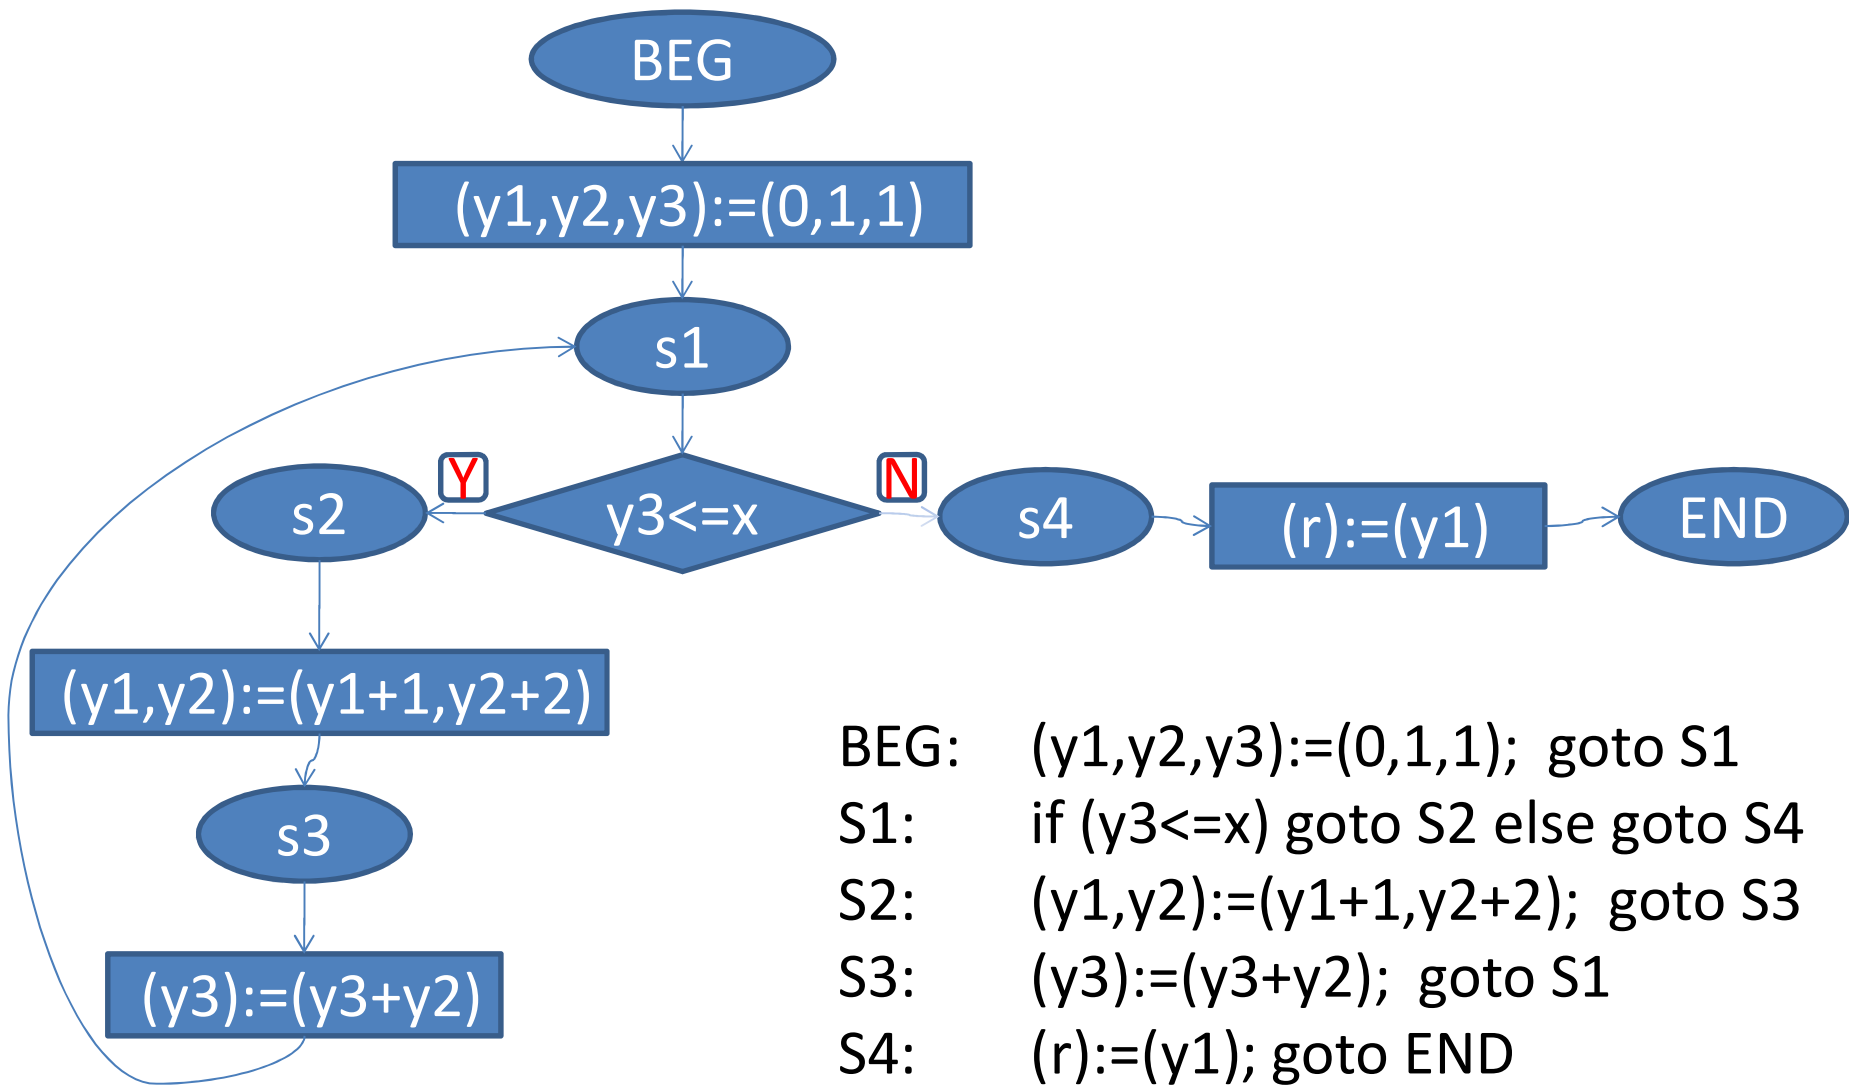 BEG
(y1,y2,y3):=(0,1,1)
s1
Y
N
s2
y3<=x
s4
(r):=(y1)
END
(y1,y2):=(y1+1,y2+2)
s3
(y3):=(y3+y2)
BEG: (y1,y2,y3):=(0,1,1); goto S1
S1: if (y3<=x) goto S2 else goto S4
S2: (y1,y2):=(y1+1,y2+2); goto S3
S3: (y3):=(y3+y2); goto S1
S4: (r):=(y1); goto END